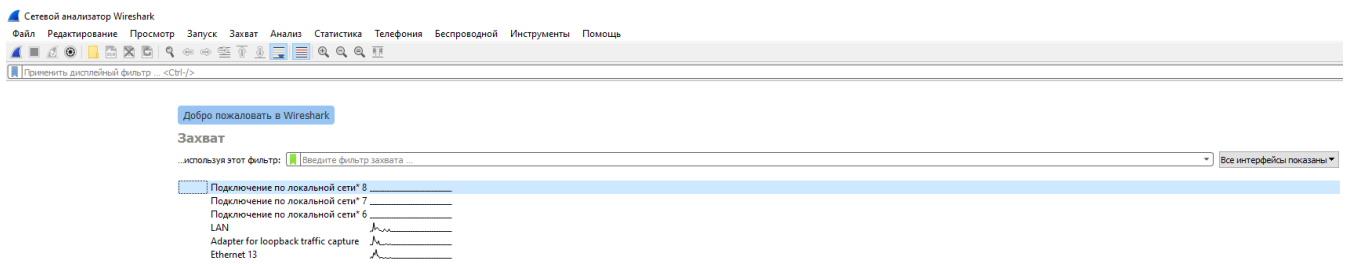 Сетевой анализатор Wireshark
Файл Редактирование Просмотр Запуск Захват Анализ Статистика Телефония Беспроводной Инструменты Помощь
Применить дисплейный фильтр ... <Ctrl-/>
Добро пожаловать в Wireshark
Захват
...используя этот фильтр: Введите фильтр захвата ... Все интерфейсы показаны
Подключение по локальной сети* 8
Подключение по локальной сети* 7
Подключение по локальной сети* 6
LAN
Adapter for loopback traffic capture
Ethernet 13